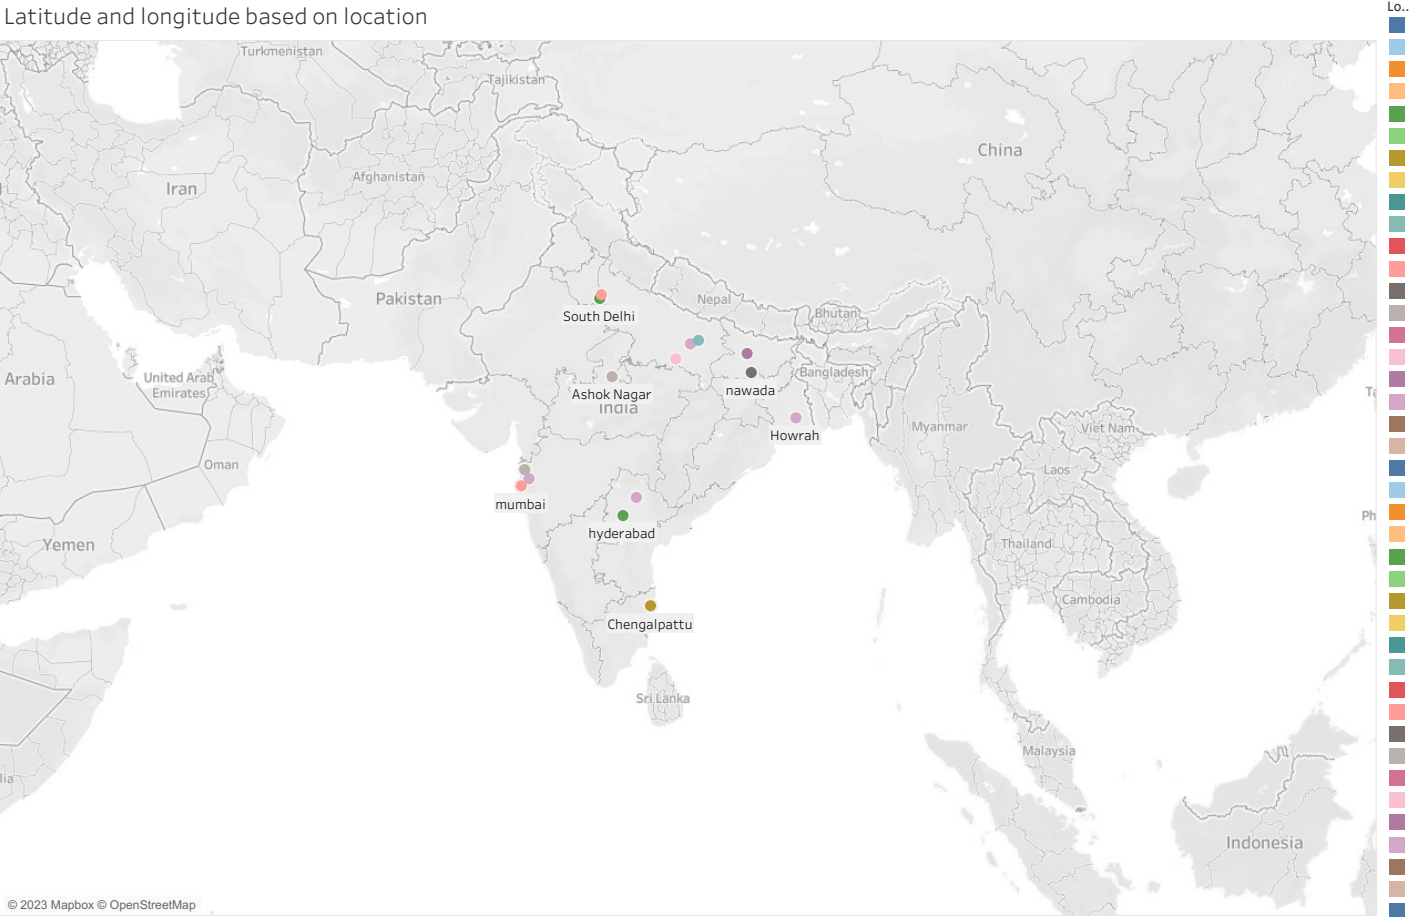 Latitude and longitude based on location
Lo..
Turkmenistan
Tajikistan
China
Afghanistan
Iran
Pakistan
Nepal
South Delhi
Bhutan
Arabia
United Arab
Emirates
Bangladesh
Ashok Nagar
nawada
India
Howrah
Myanmar
Viet Nam
Laos
Oman
mumbai
Ph
hyderabad
Yemen
Thailand
Cambodia
Chengalpattu
Sri Lanka
Malaysia
lia
Indonesia
© 2023 Mapbox © OpenStreetMap